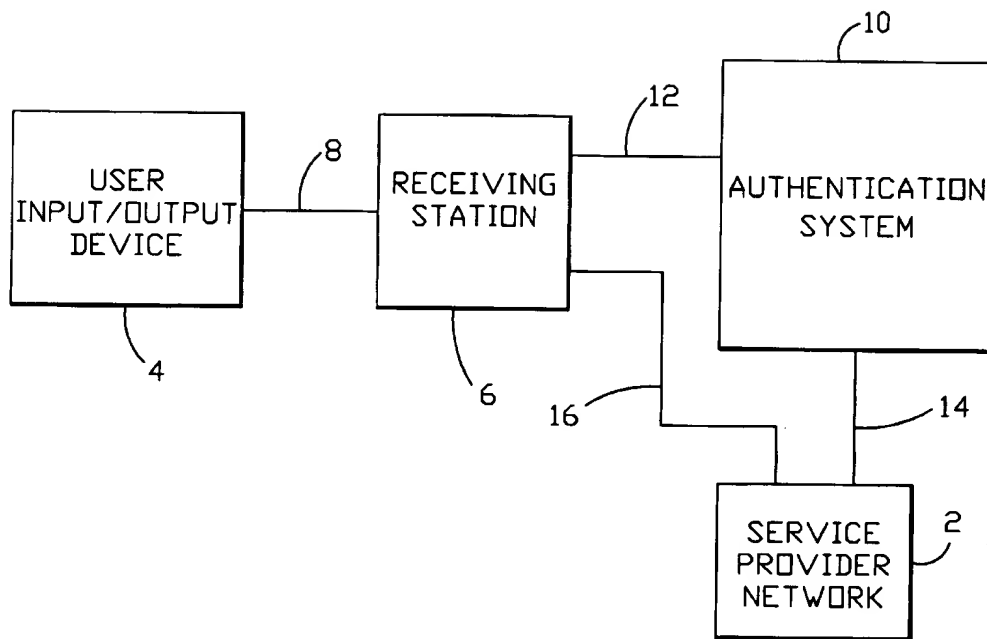 10
12
8
USER
INPUT/OUTPUT
DEVICE
RECEIVING
STATION
AUTHENTICATION
SYSTEM
4
6
16
14
SERVICE
PROVIDER
NETWORK
2